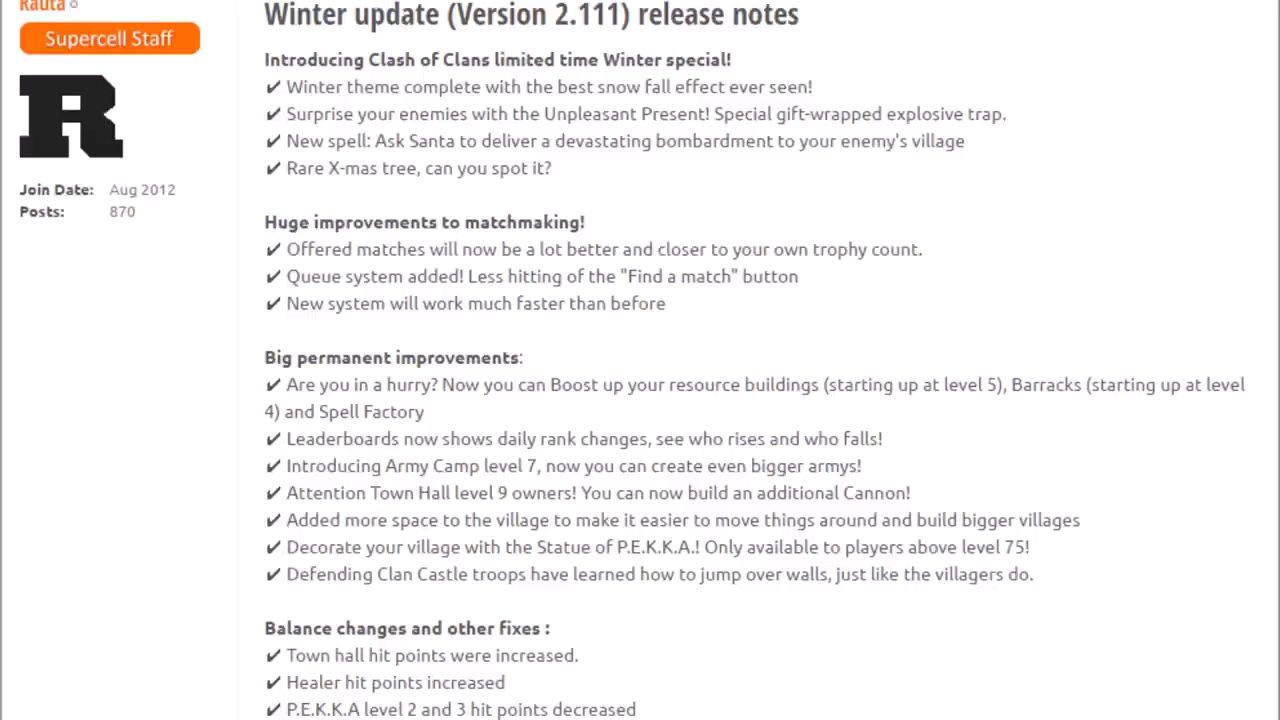 Rauta
Winter update (Version 2.111) release notes
Supercell Staff
Introducing Clash of Clans limited time Winter special!
✔ Winter theme complete with the best snow fall effect ever seen!
R
✔ Surprise your enemies with the Unpleasant Present! Special gift-wrapped explosive trap.
✔ New spell: Ask Santa to deliver a devastating bombardment to your enemy's village
✔ Rare X-mas tree, can you spot it?
Join Date: Aug 2012
Posts: 870
Huge improvements to matchmaking!
✔ Offered matches will now be a lot better and closer to your own trophy count.
✔ Queue system added! Less hitting of the "Find a match" button
✔ New system will work much faster than before
Big permanent improvements:
✔ Are you in a hurry? Now you can Boost up your resource buildings (starting up at level 5), Barracks (starting up at level
4) and Spell Factory
✔ Leaderboards now shows daily rank changes, see who rises and who falls!
✔ Introducing Army Camp level 7, now you can create even bigger armys!
✔ Attention Town Hall level 9 owners! You can now build an additional Cannon!
✔ Added more space to the village to make it easier to move things around and build bigger villages
✔ Decorate your village with the Statue of P.E.K.K.A.! Only available to players above level 75!
✔ Defending Clan Castle troops have learned how to jump over walls, just like the villagers do.
Balance changes and other fixes :
✔ Town hall hit points were increased.
✔ Healer hit points increased
✔ P.E.K.K.A level 2 and 3 hit points decreased